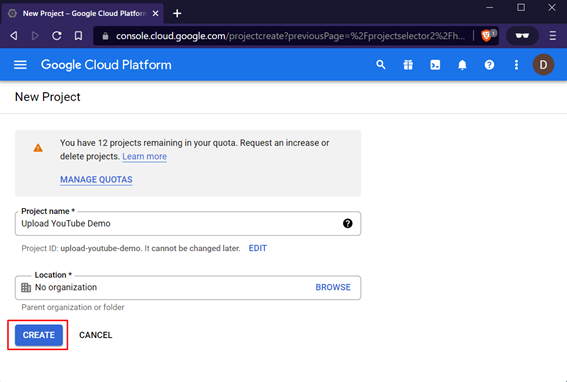 New Project – Google Cloud Platform
console.cloud.google.com/projectcreate?previousPage=%2Fprojectselector2%2Fh...
1
Google Cloud Platform
D
New Project
You have 12 projects remaining in your quota. Request an increase or
delete projects. Learn more
MANAGE QUOTAS
Project name *
Upload YouTube Demo
Project ID: upload-youtube-demo. It cannot be changed later. EDIT
Location *
No organization BROWSE
Parent organization or folder
CREATE CANCEL